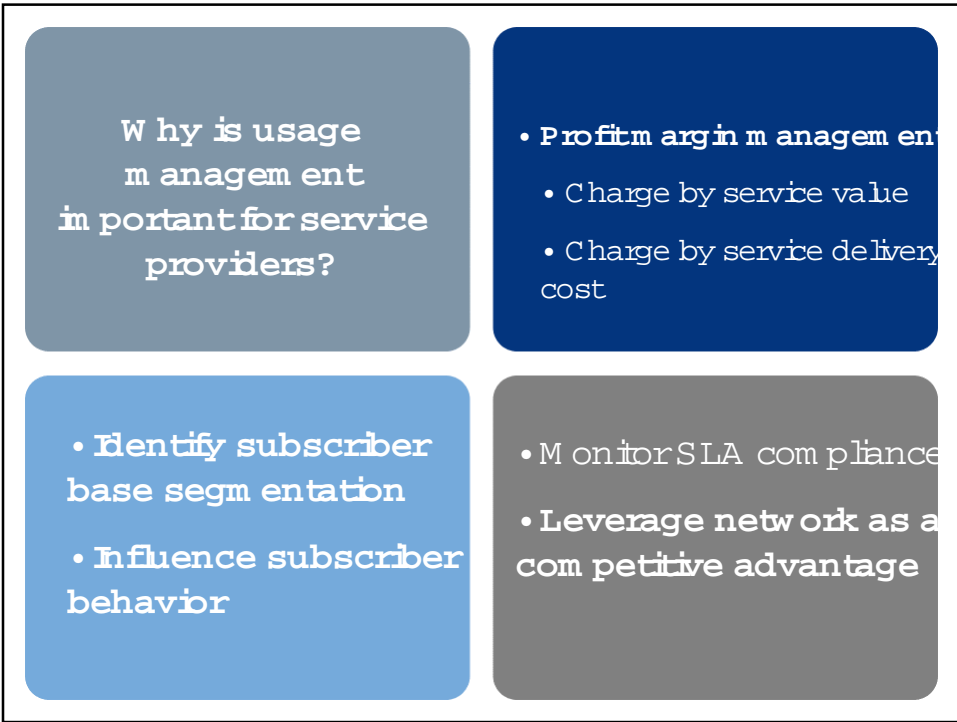 Why is usage
management
important for service
providers?
• Profit margin management
• Charge by service value
• Charge by service delivery
cost
• Identify subscriber
base segmentation
• Influence subscriber
behavior
• Monitor SLA compliance
• Leverage network as a
competitive advantage